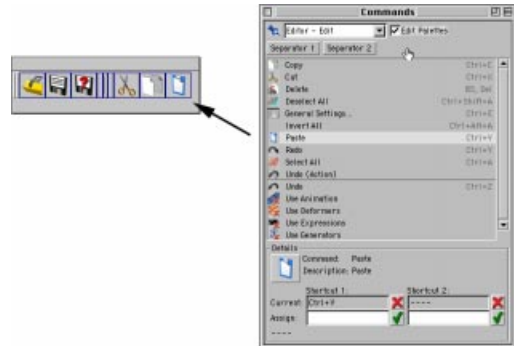 Commands
Editor - Edit
Edit Palettes
Separator 1 Separator 2
Copy Ctrl+C
Cut Ctrl+X
Delete BS, Del
Deselect All Ctrl+Shift+A
General Settings... Ctrl+E
Invert All Ctrl+Alt+A
Paste Ctrl+V
Redo Ctrl+Y
Select All Ctrl+A
Undo (Action)
Undo Ctrl+Z
Use Animation
Use Deformers
Use Expressions
Use Generators
Details
Command: Paste
Description: Paste
Shortcut 1: Shortcut 2:
Current: Ctrl+V ----
Assign:
----